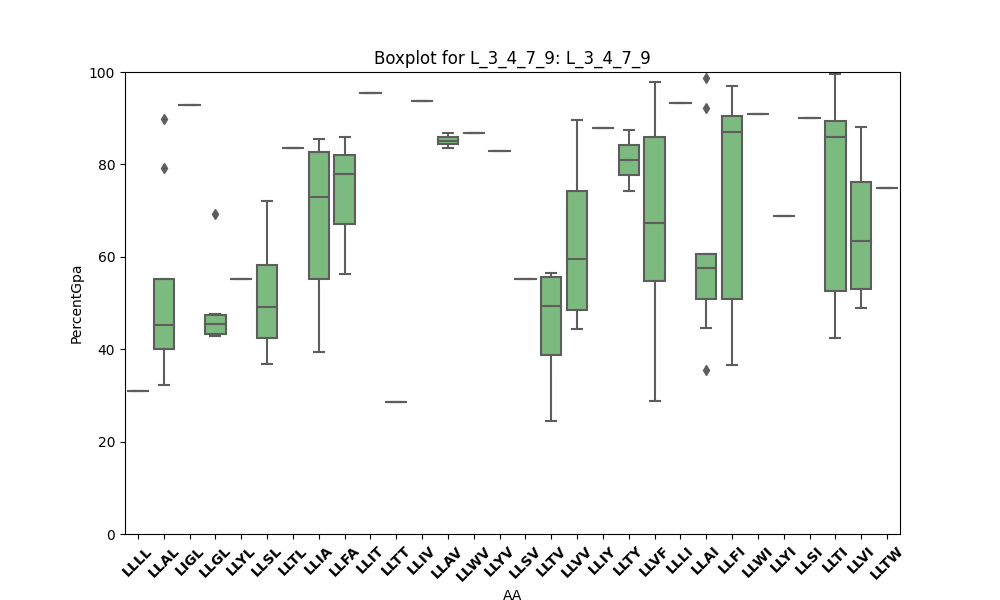 Boxplot for L_3_4_7_9: L_3_4_7_9
100
80
60
40
20
0
PercentGpa
LLLL LLAL LIGL LLGL LLYL LLSL LLTL LLIA LLFA LLIT LLTT LLIV LLAV LLWV LLYV LLSV LLTV LLVV LLIY LLTY LLVF LLLI LLAI LLFI LLWI LLYI LLSI LLTI LLVI LLTW
AA